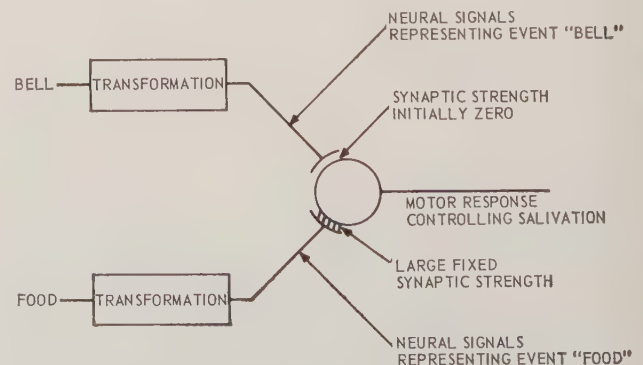 NEURAL SIGNALS
REPRESENTING EVENT "BELL"
BELL
TRANSFORMATION
SYNAPTIC STRENGTH
INITIALLY ZERO
MOTOR RESPONSE
CONTROLLING SALIVATION
LARGE FIXED
SYNAPTIC STRENGTH
FOOD
TRANSFORMATION
NEURAL SIGNALS
REPRESENTING EVENT "FOOD"